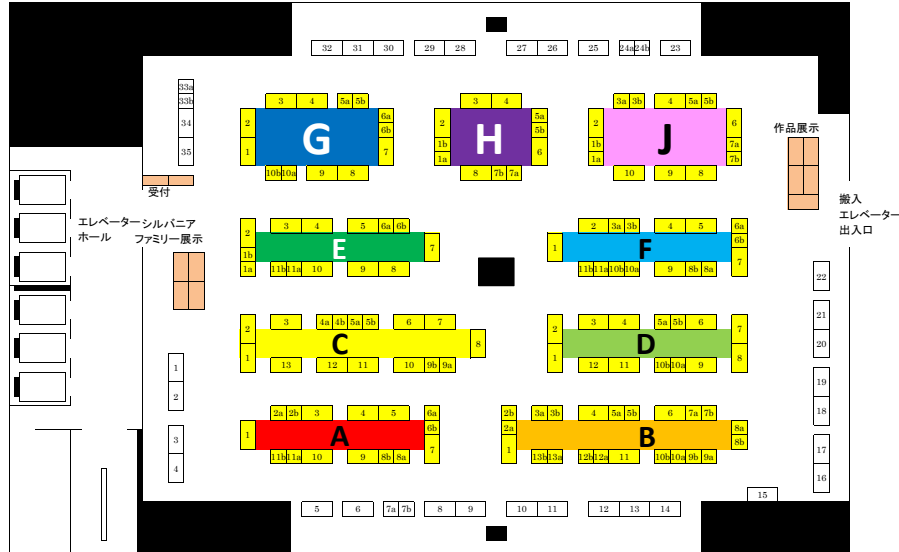 32 31 30 29 28 27 26 25 24a 24b 23
33a
33b
34
35
受付
3 4 5a 5b
2 G 6a
6b
1 7
10b 10a 9 8
3 4
2 H 5a
1b 5b
1a 6
8 7b 7a
3a 3b 4 5a 5b
2 J 6
1b 7a
1a 7b
10 9 8
作品展示
搬入
エレベーター
出入口
エレベーター
ホール
シルバニア
ファミリー展示
3 4 5 6a 6b
2 E 7
1b
1a 11b 11a 10 9 8
2 3a 3b 4 5 6a
1 F 6b
7
11b 11a 10b 10a 9 8b 8a
22
21
20
19
18
17
16
15
1
2
3
4
3 4a 4b 5a 5b 6 7
2 C 8
1
13 12 11 10 9b 9a
3 4 5a 5b 6
2 D 7
1 8
12 11 10b 10a 9
2a 2b 3 4 5 6a
1 A 6b
7
11b 11a 10 9 8b 8a
2b 3a 3b 4 5a 5b 6 7a 7b
2a B 8a
1 8b
13b 13a 12b 12a 11 10b 10a 9b 9a
5 6 7a 7b 8 9 10 11 12 13 14